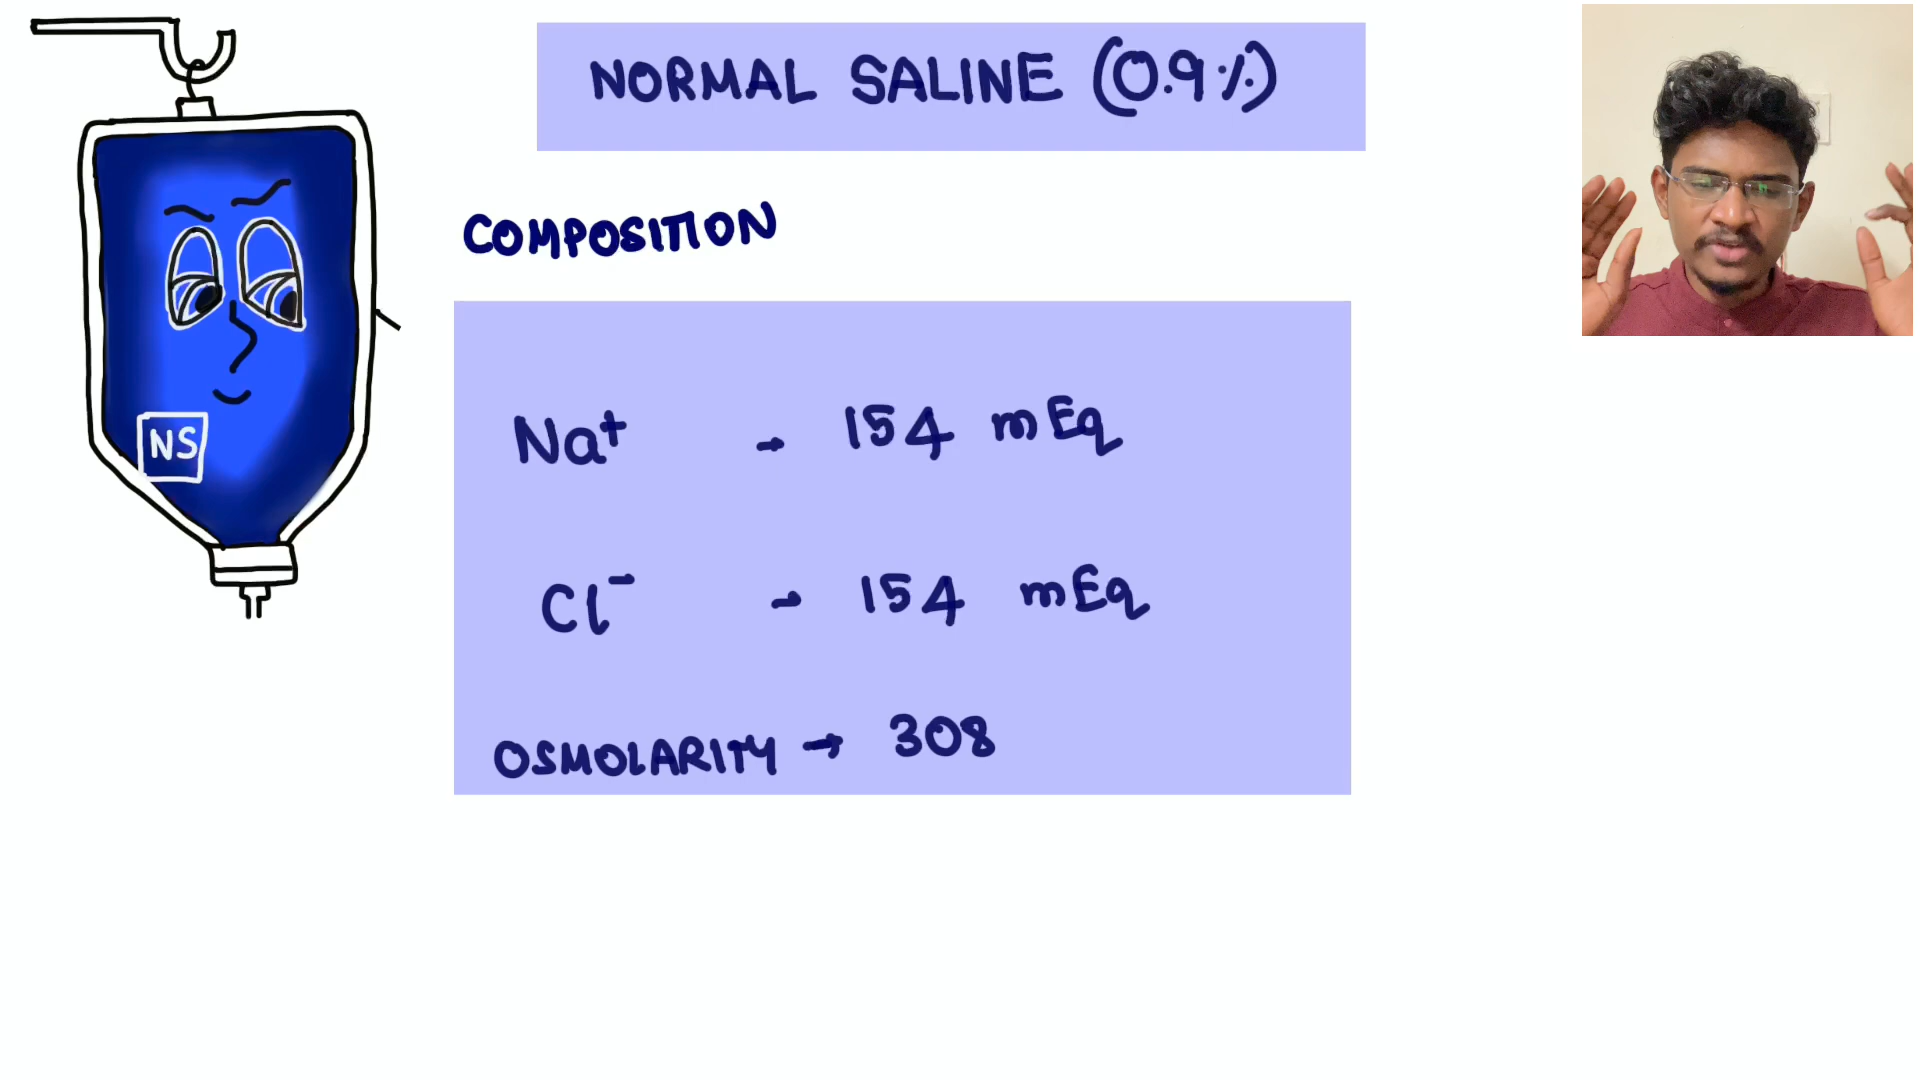 NORMAL SALINE (0.9%)
COMPOSITION
Na⁺ - 154 mEq
Cl⁻ - 154 mEq
OSMOLARITY → 308
NS